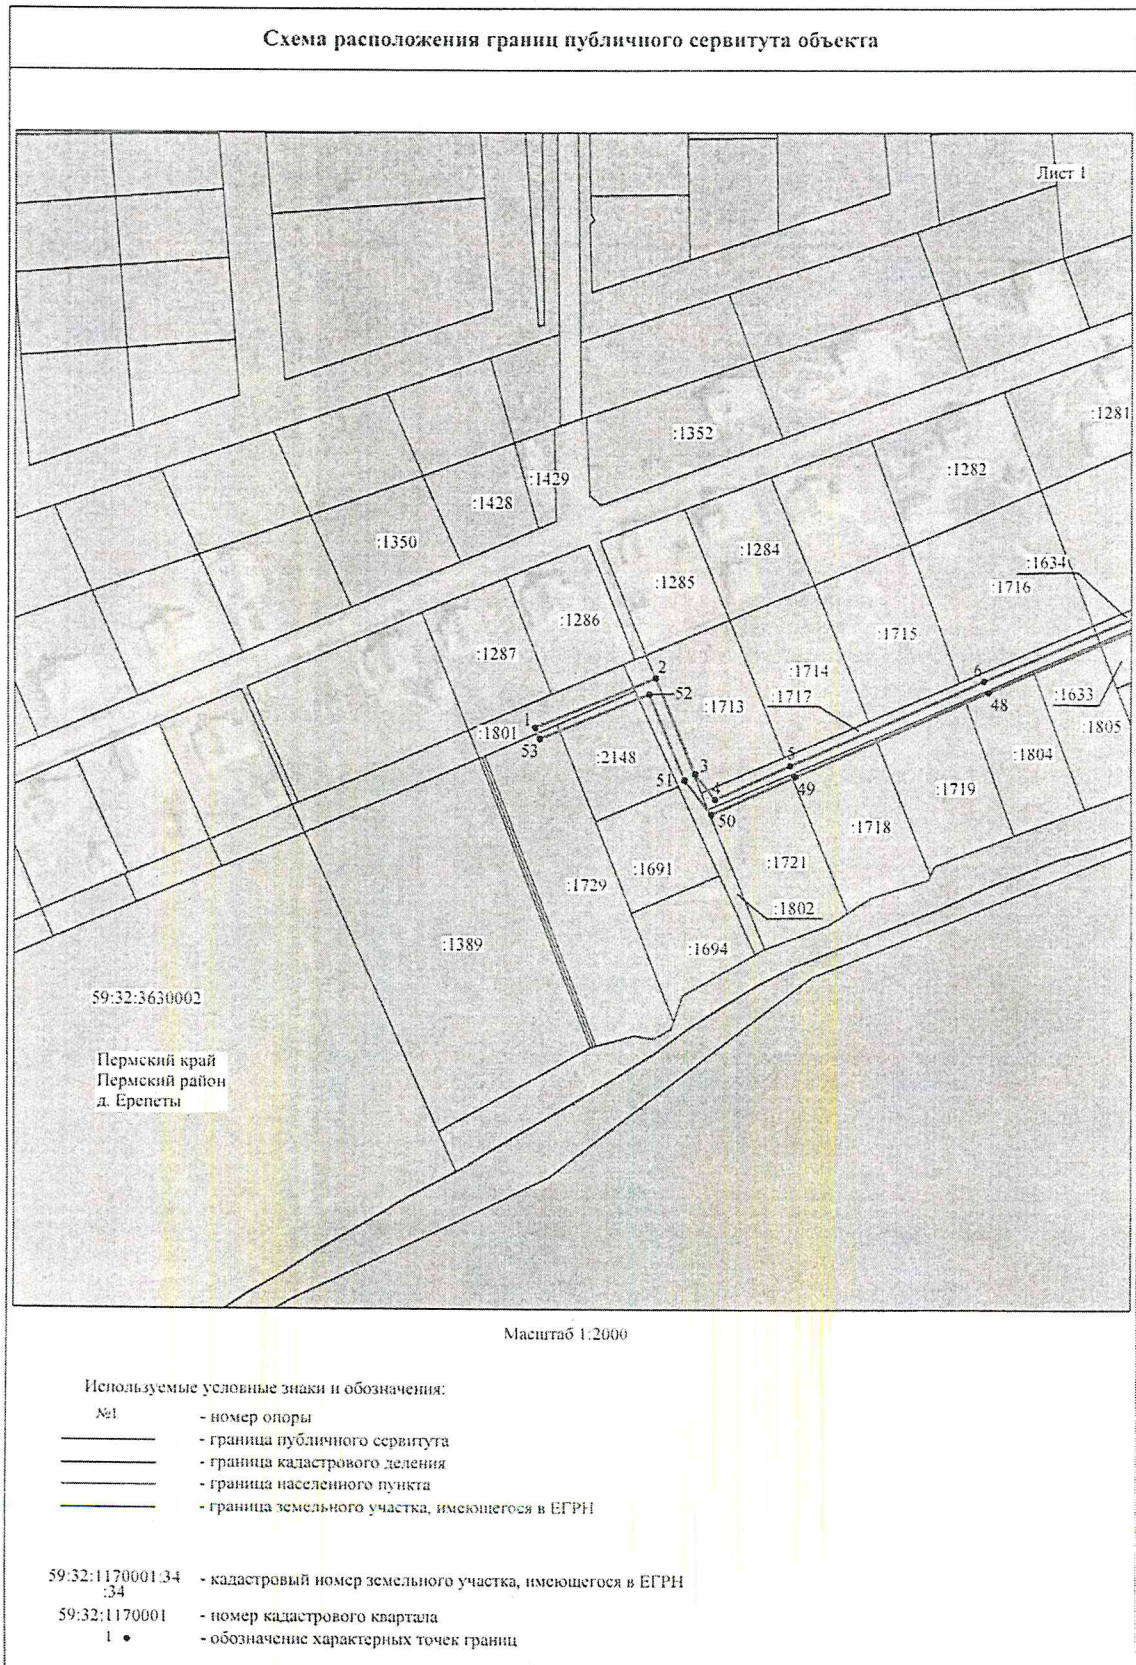 Схема расположения границ публичного сервитута объекта
Лист 1
:1281
:1352
:1282
:1429
:1428
:1350
:1284
:1634
:1285
:1716
:1286
:1715
:1287
2
:1714
6
52
:1713
:1717
48
:1633
1
:1801
53
:1805
:2148
3
5
:1804
51
4
49
:1719
50
:1718
:1691
:1721
:1729
:1802
:1389
:1694
59:32:3630002
Пермский край
Пермский район
д. Ерепеты
Масштаб 1:2000
Используемые условные знаки и обозначения:
№1 - номер опоры
- граница публичного сервитута
- граница кадастрового деления
- граница населенного пункта
- граница земельного участка, имеющегося в ЕГРН
59:32:1170001:34 - кадастровый номер земельного участка, имеющегося в ЕГРН
:34
59:32:1170001 - номер кадастрового квартала
1 • - обозначение характерных точек границ